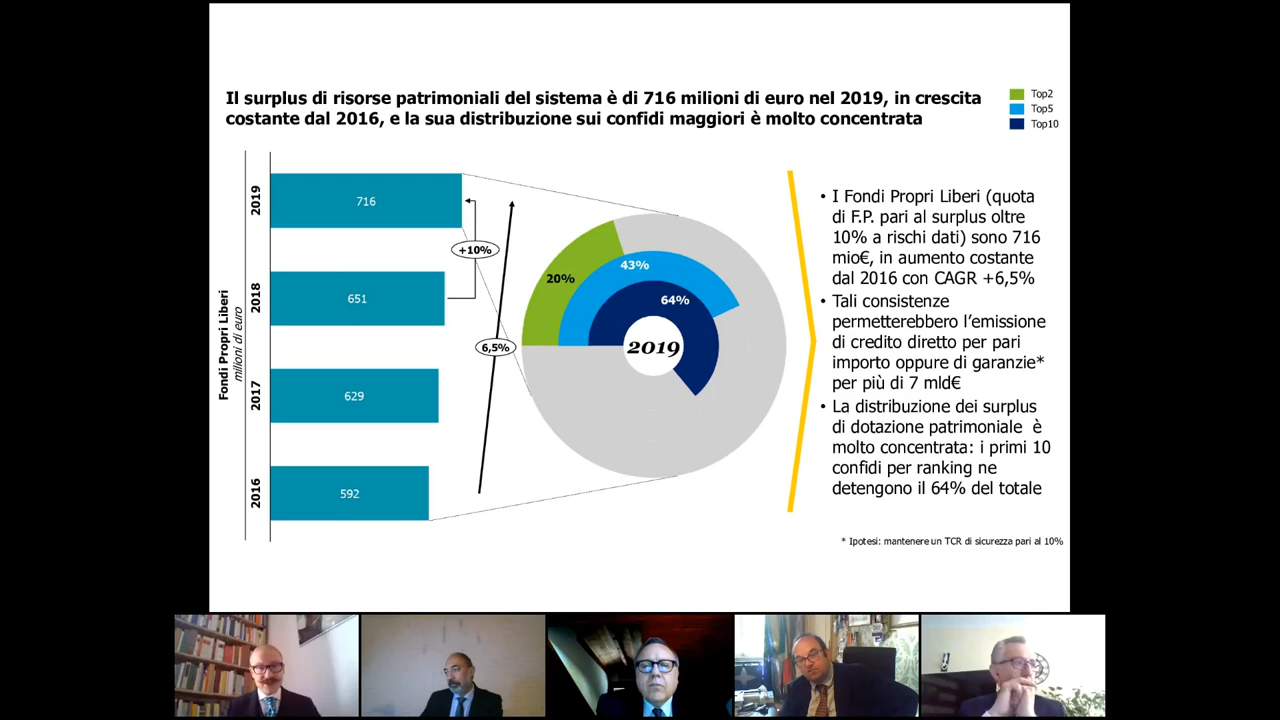 Il surplus di risorse patrimoniali del sistema è di 716 milioni di euro nel 2019, in crescita
costante dal 2016, e la sua distribuzione sui confidi maggiori è molto concentrata
Top2
Top5
Top10
Fondi Propri Liberi
milioni di euro
2019
716
+10%
2018
651
6,5%
2017
629
2016
592
20%
43%
64%
2019
• I Fondi Propri Liberi (quota
di F.P. pari al surplus oltre
10% a rischi dati) sono 716
mio€, in aumento costante
dal 2016 con CAGR +6,5%
• Tali consistenze
permetterebbero l'emissione
di credito diretto per pari
importo oppure di garanzie*
per più di 7 mld€
• La distribuzione dei surplus
di dotazione patrimoniale è
molto concentrata: i primi 10
confidi per ranking ne
detengono il 64% del totale
* Ipotesi: mantenere un TCR di sicurezza pari al 10%